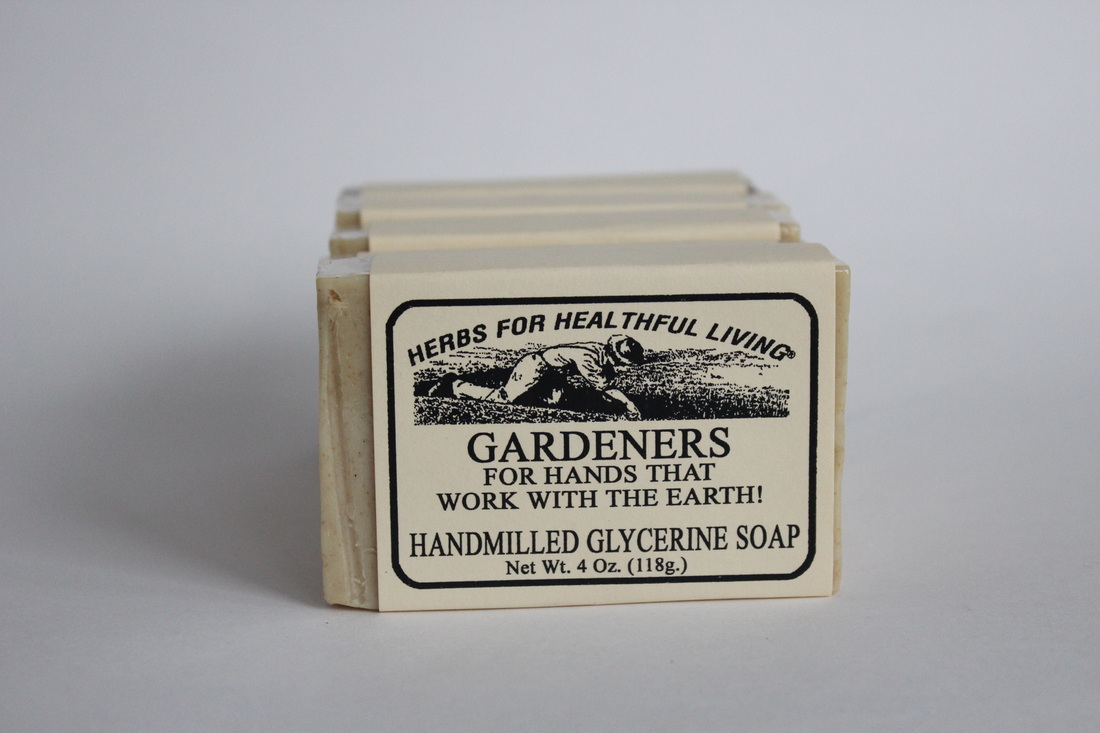 HERBS FOR HEALTHFUL LIVING®
GARDENERS
FOR HANDS THAT
WORK WITH THE EARTH!
HANDMILLED GLYCERINE SOAP
Net Wt. 4 Oz. (118g.)